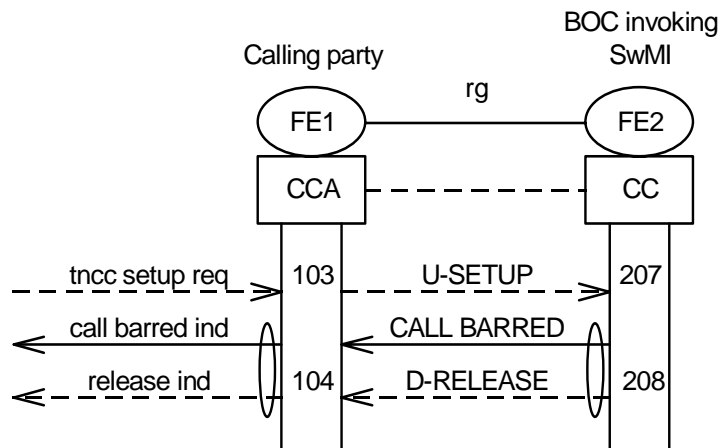 BOC invoking
Calling party SwMI
rg
FE1 FE2
CCA CC
tncc setup req 103 U-SETUP 207
call barred ind CALL BARRED
release ind 104 D-RELEASE 208